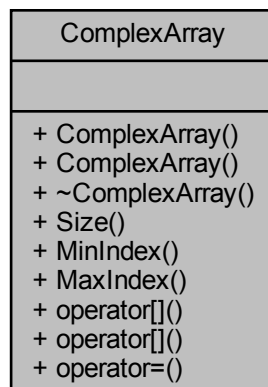 ComplexArray
+ ComplexArray()
+ ComplexArray()
+ ~ComplexArray()
+ Size()
+ MinIndex()
+ MaxIndex()
+ operator[]()
+ operator[]()
+ operator=()